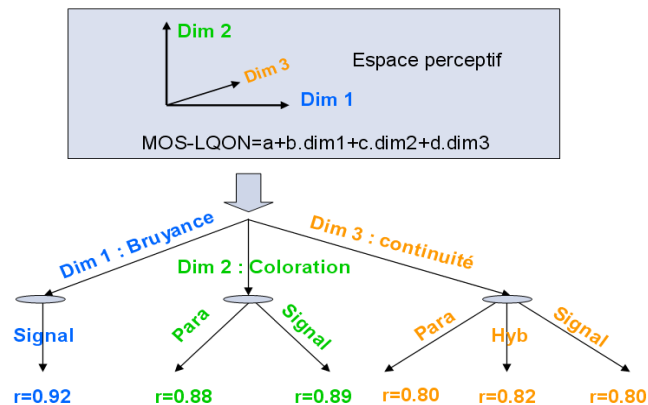 Dim 2
Espace perceptif
Dim 3
Dim 1
MOS-LQON=a+b.dim1+c.dim2+d.dim3
Dim 1 : Bruyance
Dim 3 : continuité
Dim 2 : Coloration
Signal
Para
Signal
Para
Hyb
Signal
r=0.92
r=0.88
r=0.89
r=0.80
r=0.82
r=0.80